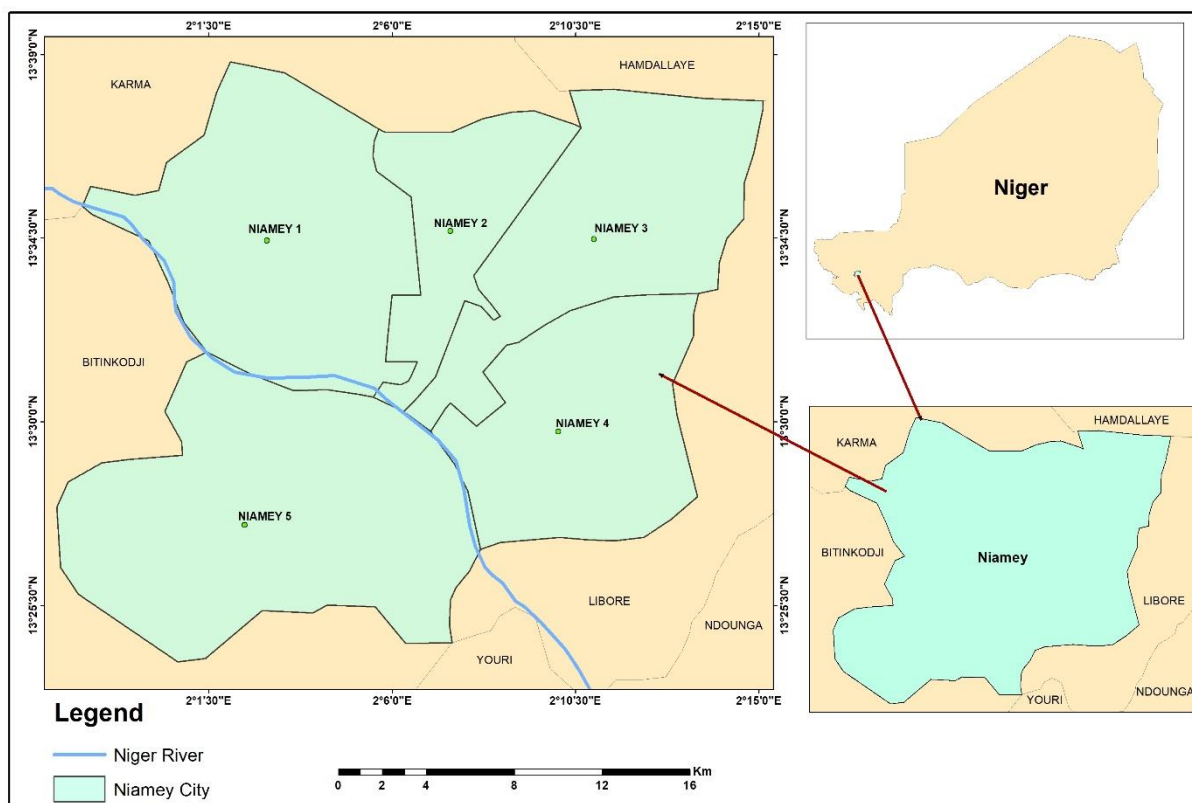 2°1'30"E
2°6'0"E
2°10'30"E
2°15'0"E
13°39'0"N
13°34'30"N
13°30'0"N
13°25'30"N
KARMA
HAMDALLAYE
NIAMEY 1
NIAMEY 2
NIAMEY 3
BITINKODJI
NIAMEY 4
NIAMEY 5
LIBORE
NDOUNGA
YOURI
13°39'0"N
13°34'30"N
13°30'0"N
13°25'30"N
2°1'30"E
2°6'0"E
2°10'30"E
2°15'0"E
Niger
HAMDALLAYE
KARMA
BITINKODJI
Niamey
LIBORE
YOURI
NDOUNGA
Legend
Niger River
Niamey City
Km
0 2 4 8 12 16